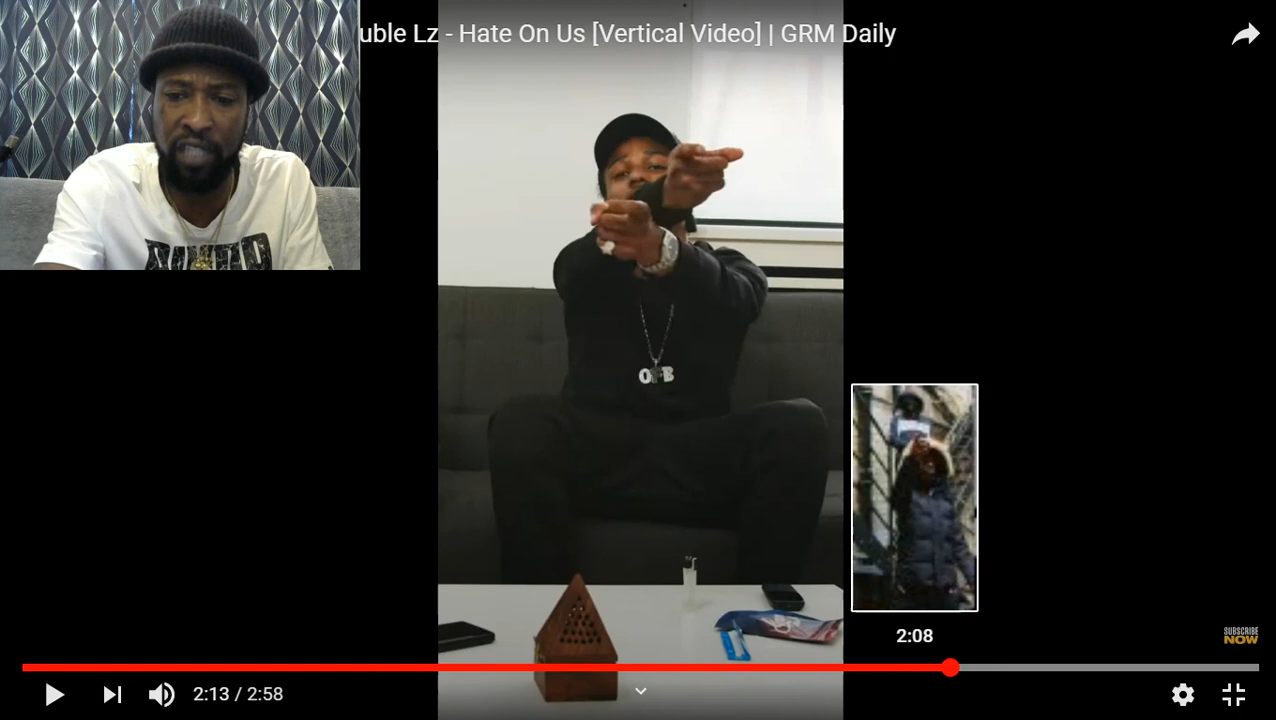 uble Lz - Hate On Us [Vertical Video] | GRM Daily
OFB
2:08
SUBSCRIBE
NOW
2:13 / 2:58